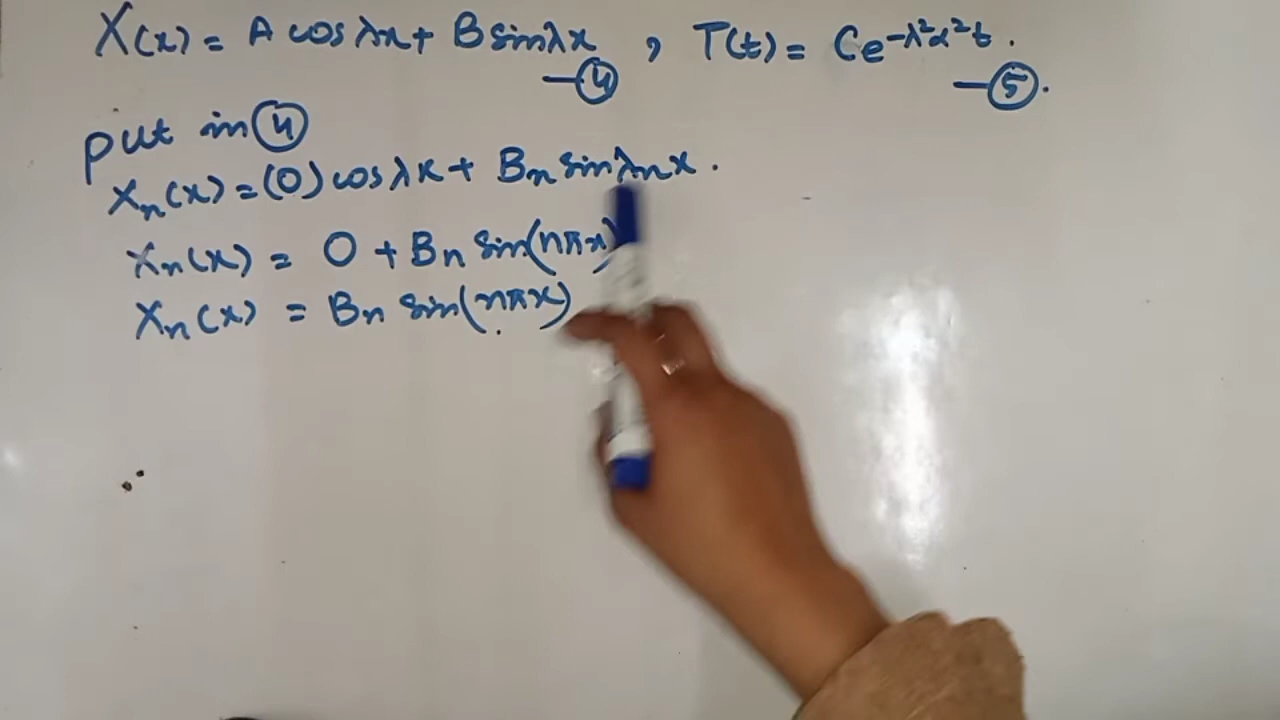 X(x) = A cos λx + B sin λx , T(t) = Ce^{-λ²α²t} .
—④ —⑤.
put in ④
Xₙ(x) = (0) cos λx + Bₙ sin λₙx .
Xₙ(x) = 0 + Bₙ sin(nπx)
Xₙ(x) = Bₙ sin(nπx)